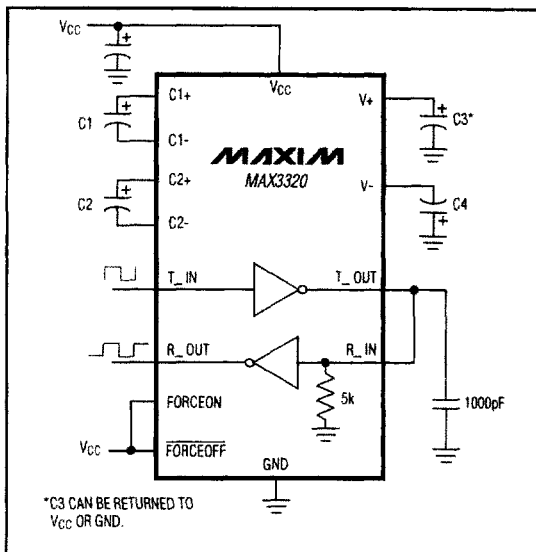 VCC
VCC
C1+
C1
C1-
C2+
C2
C2-
V+
C3*
V-
C4
MAXIM
MAX3320
T_IN
T_OUT
R_OUT
R_IN
5k
1000pF
FORCEON
VCC
FORCEOFF
GND
*C3 CAN BE RETURNED TO
VCC OR GND.